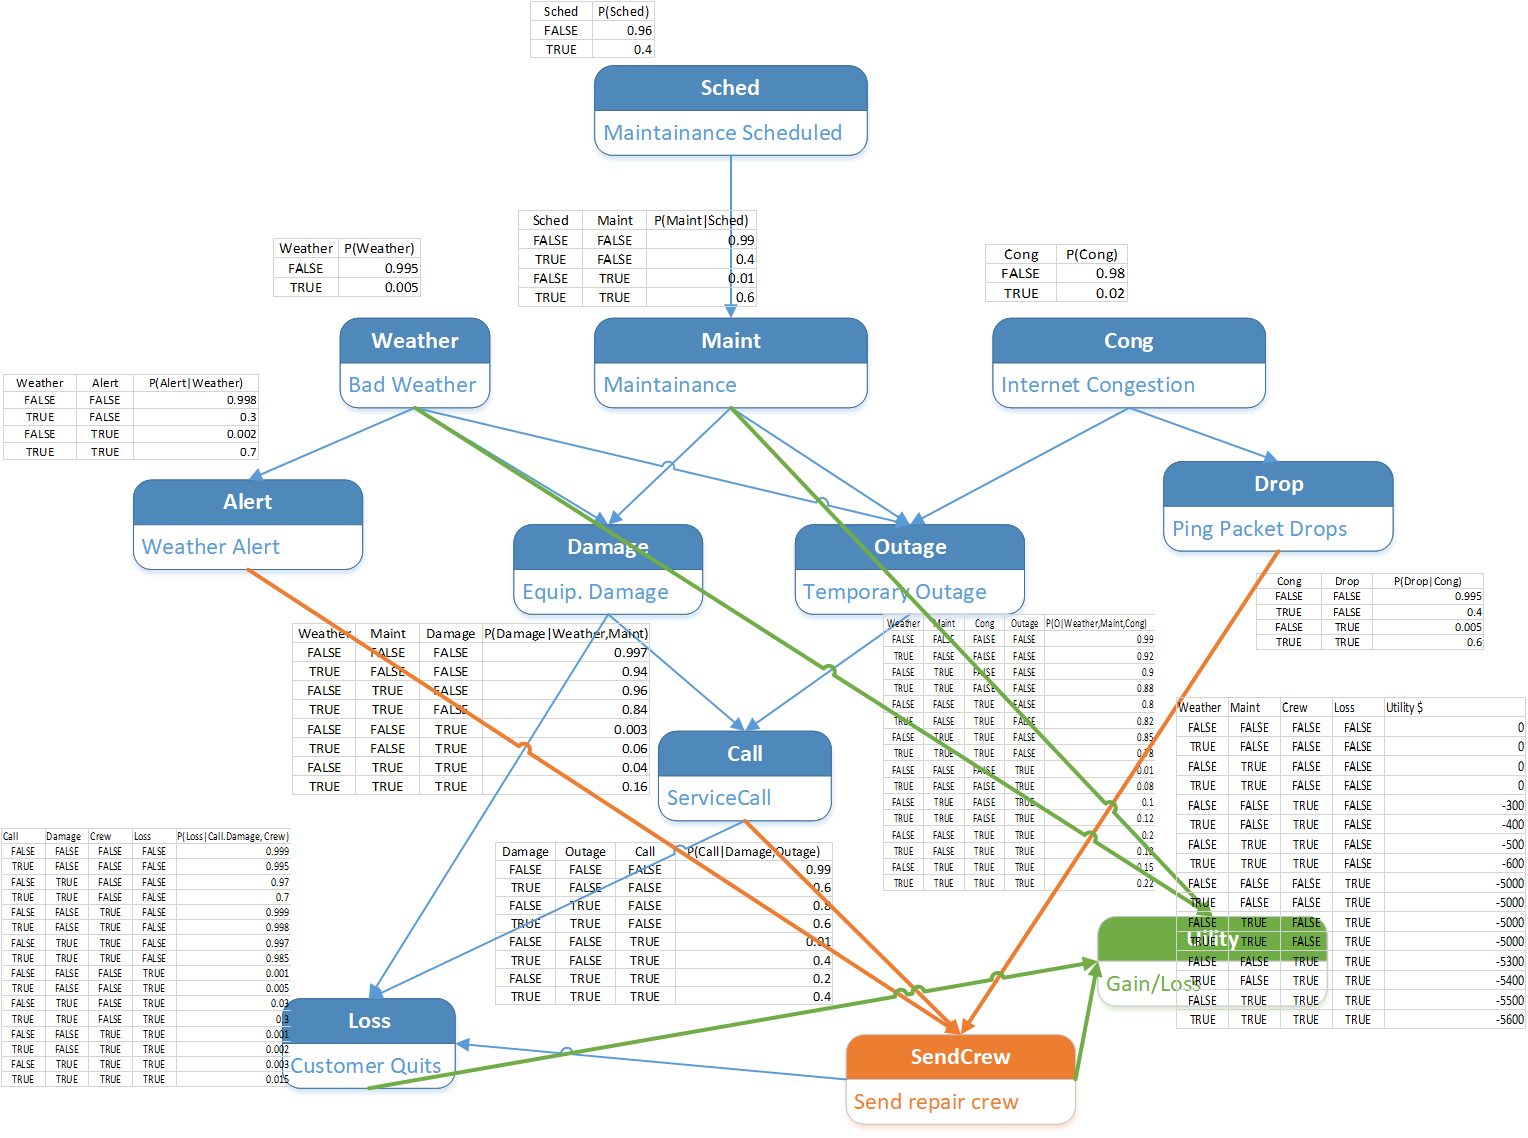 Sched P(Sched)
FALSE 0.96
TRUE 0.4
Sched
Maintainance Scheduled
Sched Maint P(Maint|Sched)
FALSE FALSE 0.99
TRUE FALSE 0.4
FALSE TRUE 0.01
TRUE TRUE 0.6
Weather P(Weather)
FALSE 0.995
TRUE 0.005
Cong P(Cong)
FALSE 0.98
TRUE 0.02
Weather
Bad Weather
Maint
Maintainance
Cong
Internet Congestion
Weather Alert P(Alert|Weather)
FALSE FALSE 0.998
TRUE FALSE 0.3
FALSE TRUE 0.002
TRUE TRUE 0.7
Alert
Weather Alert
Damage
Equip. Damage
Outage
Temporary Outage
Drop
Ping Packet Drops
Cong Drop P(Drop|Cong)
FALSE FALSE 0.995
TRUE FALSE 0.4
FALSE TRUE 0.005
TRUE TRUE 0.6
Weather Maint Damage P(Damage|Weather,Maint)
FALSE FALSE FALSE 0.997
TRUE FALSE FALSE 0.94
FALSE TRUE FALSE 0.96
TRUE TRUE FALSE 0.84
FALSE FALSE TRUE 0.003
TRUE FALSE TRUE 0.06
FALSE TRUE TRUE 0.04
TRUE TRUE TRUE 0.16
Weather Maint Cong Outage P(O|Weather,Maint,Cong)
FALSE FALSE FALSE FALSE 0.99
TRUE FALSE FALSE FALSE 0.92
FALSE TRUE FALSE FALSE 0.9
TRUE TRUE FALSE FALSE 0.88
FALSE FALSE TRUE FALSE 0.8
TRUE FALSE TRUE FALSE 0.82
FALSE TRUE TRUE FALSE 0.85
TRUE TRUE TRUE FALSE 0.78
FALSE FALSE FALSE TRUE 0.01
TRUE FALSE FALSE TRUE 0.08
FALSE TRUE FALSE TRUE 0.1
TRUE TRUE FALSE TRUE 0.12
FALSE FALSE TRUE TRUE 0.2
TRUE FALSE TRUE TRUE
FALSE TRUE TRUE TRUE 0.15
TRUE TRUE TRUE TRUE 0.22
Call
ServiceCall
Weather Maint Crew Loss Utility $
FALSE FALSE FALSE FALSE 0
TRUE FALSE FALSE FALSE 0
FALSE TRUE FALSE FALSE 0
TRUE TRUE FALSE FALSE 0
FALSE FALSE TRUE FALSE -300
TRUE FALSE TRUE FALSE -400
FALSE TRUE TRUE FALSE -500
TRUE TRUE TRUE FALSE -600
FALSE FALSE FALSE TRUE -5000
TRUE FALSE FALSE TRUE -5000
FALSE TRUE FALSE TRUE -5000
TRUE TRUE FALSE TRUE -5000
FALSE FALSE TRUE TRUE -5300
TRUE FALSE TRUE TRUE -5400
FALSE TRUE TRUE TRUE -5500
TRUE TRUE TRUE TRUE -5600
Utility
Gain/Loss
Call Damage Crew Loss P(Loss|Call.Damage, Crew)
FALSE FALSE FALSE FALSE 0.999
TRUE FALSE FALSE FALSE 0.995
FALSE TRUE FALSE FALSE 0.97
TRUE TRUE FALSE FALSE 0.7
FALSE FALSE TRUE FALSE 0.999
TRUE FALSE TRUE FALSE 0.998
FALSE TRUE TRUE FALSE 0.997
TRUE TRUE TRUE FALSE 0.985
FALSE FALSE FALSE TRUE 0.001
TRUE FALSE FALSE TRUE 0.005
FALSE TRUE FALSE TRUE 0.03
TRUE TRUE FALSE TRUE 0.3
FALSE FALSE TRUE TRUE 0.001
TRUE FALSE TRUE TRUE 0.002
FALSE TRUE TRUE TRUE 0.003
TRUE TRUE TRUE TRUE 0.015
Damage Outage Call P(Call|Damage,Outage)
FALSE FALSE FALSE 0.99
TRUE FALSE FALSE 0.6
FALSE TRUE FALSE 0.8
TRUE TRUE FALSE 0.6
FALSE FALSE TRUE 0.01
TRUE FALSE TRUE 0.4
FALSE TRUE TRUE 0.2
TRUE TRUE TRUE 0.4
Loss
Customer Quits
SendCrew
Send repair crew